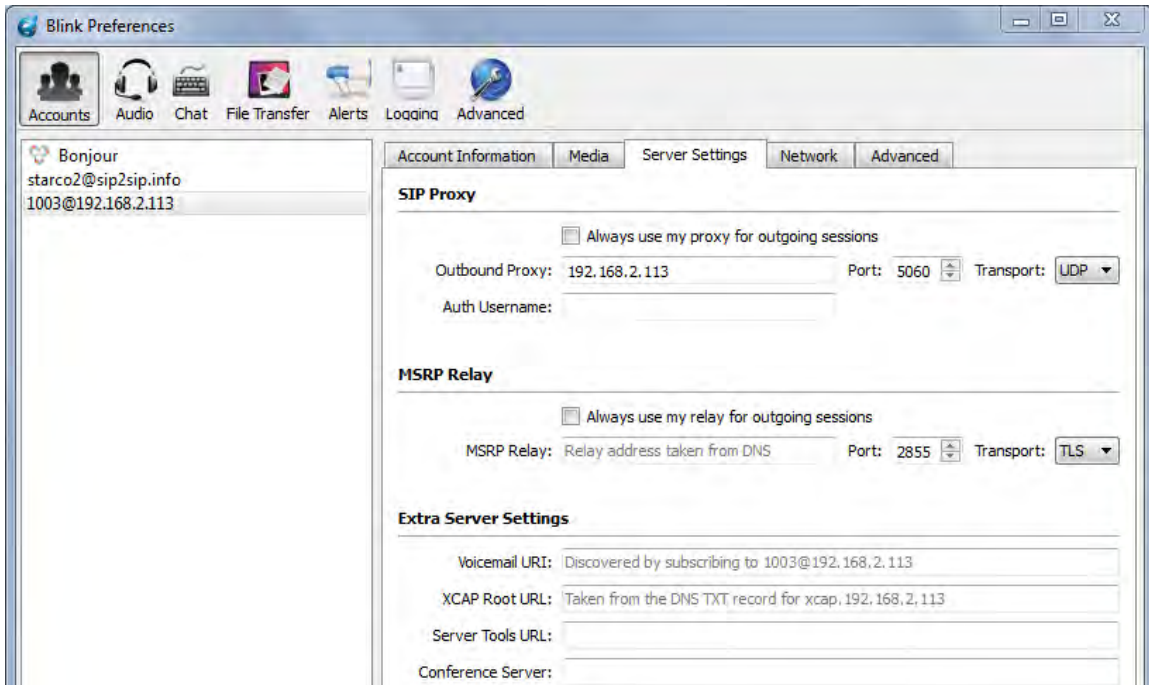 Blink Preferences
Accounts Audio Chat File Transfer Alerts Logging Advanced
Bonjour
starco2@sip2sip.info
1003@192.168.2.113
Account Information Media Server Settings Network Advanced
SIP Proxy
Always use my proxy for outgoing sessions
Outbound Proxy: 192.168.2.113 Port: 5060 Transport: UDP
Auth Username:
MSRP Relay
Always use my relay for outgoing sessions
MSRP Relay: Relay address taken from DNS Port: 2855 Transport: TLS
Extra Server Settings
Voicemail URI: Discovered by subscribing to 1003@192.168.2.113
XCAP Root URL: Taken from the DNS TXT record for xcap.192.168.2.113
Server Tools URL:
Conference Server: